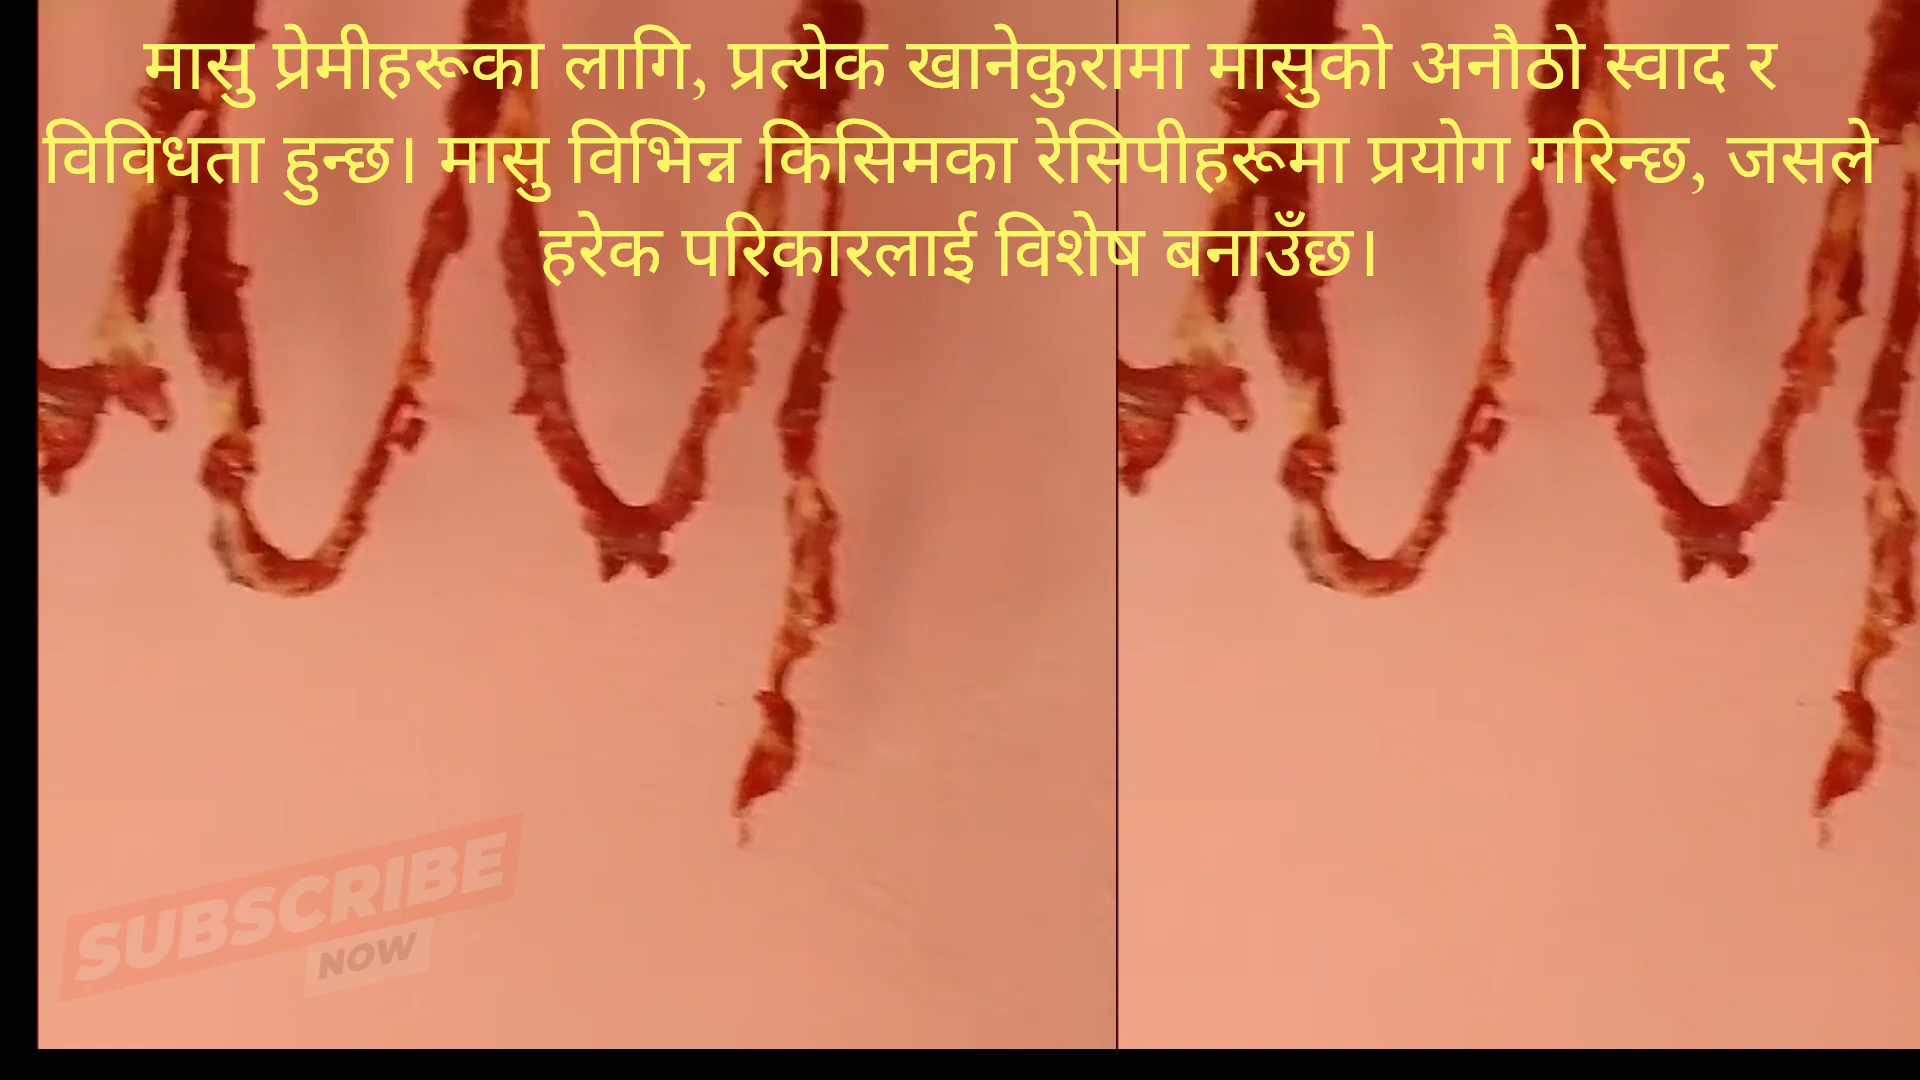 मासु प्रेमीहरूका लागि, प्रत्येक खानेकुरामा मासुको अनौठो स्वाद र
विविधता हुन्छ। मासु विभिन्न किसिमका रेसिपीहरूमा प्रयोग गरिन्छ, जसले
हरेक परिकारलाई विशेष बनाउँछ।
SUBSCRIBE
NOW